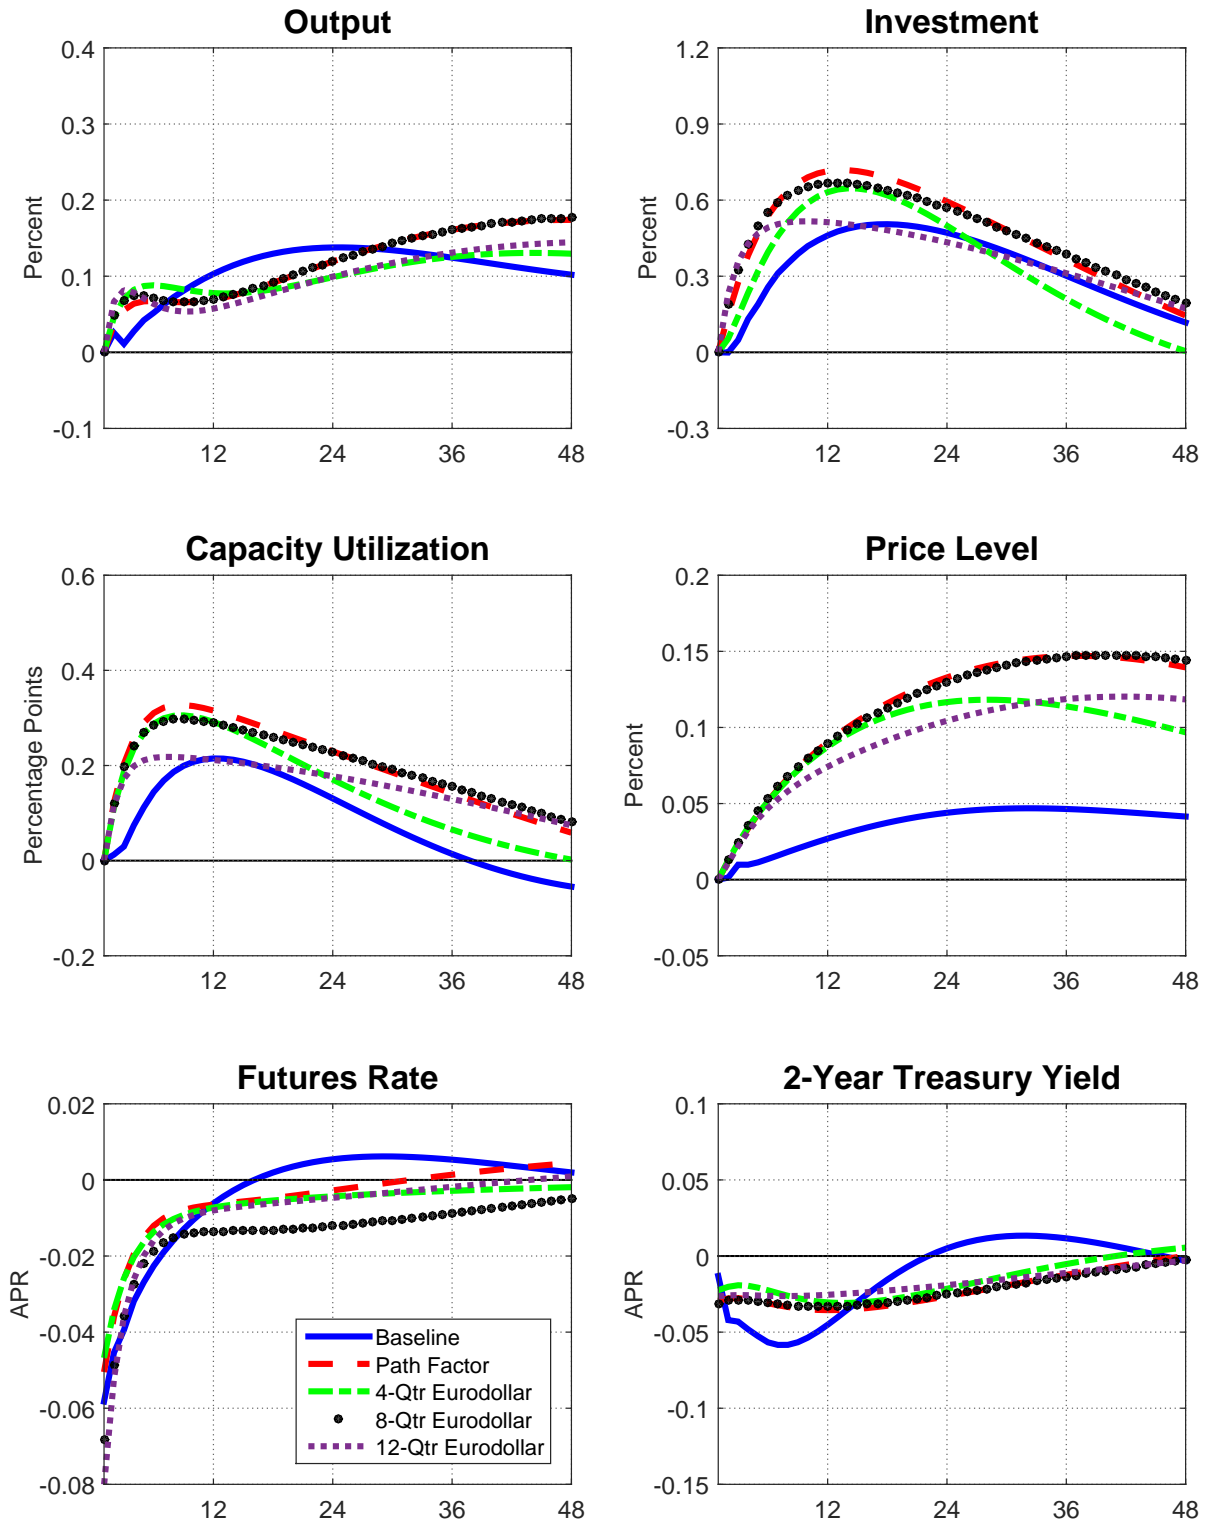 Output
Percent
0.4
0.3
0.2
0.1
0
-0.1
12 24 36 48
Investment
Percent
1.2
0.9
0.6
0.3
0
-0.3
12 24 36 48
Capacity Utilization
Percentage Points
0.6
0.4
0.2
0
-0.2
12 24 36 48
Price Level
Percent
0.2
0.15
0.1
0.05
0
-0.05
12 24 36 48
Futures Rate
APR
0.02
0
-0.02
-0.04
-0.06
-0.08
12 24 36 48
Baseline
Path Factor
4-Qtr Eurodollar
8-Qtr Eurodollar
12-Qtr Eurodollar
2-Year Treasury Yield
APR
0.1
0.05
0
-0.05
-0.1
-0.15
12 24 36 48